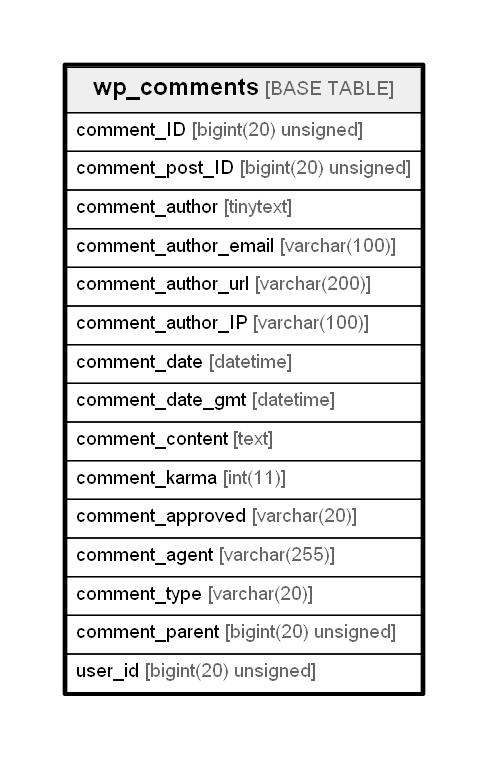 wp_comments [BASE TABLE]
comment_ID [bigint(20) unsigned]
comment_post_ID [bigint(20) unsigned]
comment_author [tinytext]
comment_author_email [varchar(100)]
comment_author_url [varchar(200)]
comment_author_IP [varchar(100)]
comment_date [datetime]
comment_date_gmt [datetime]
comment_content [text]
comment_karma [int(11)]
comment_approved [varchar(20)]
comment_agent [varchar(255)]
comment_type [varchar(20)]
comment_parent [bigint(20) unsigned]
user_id [bigint(20) unsigned]